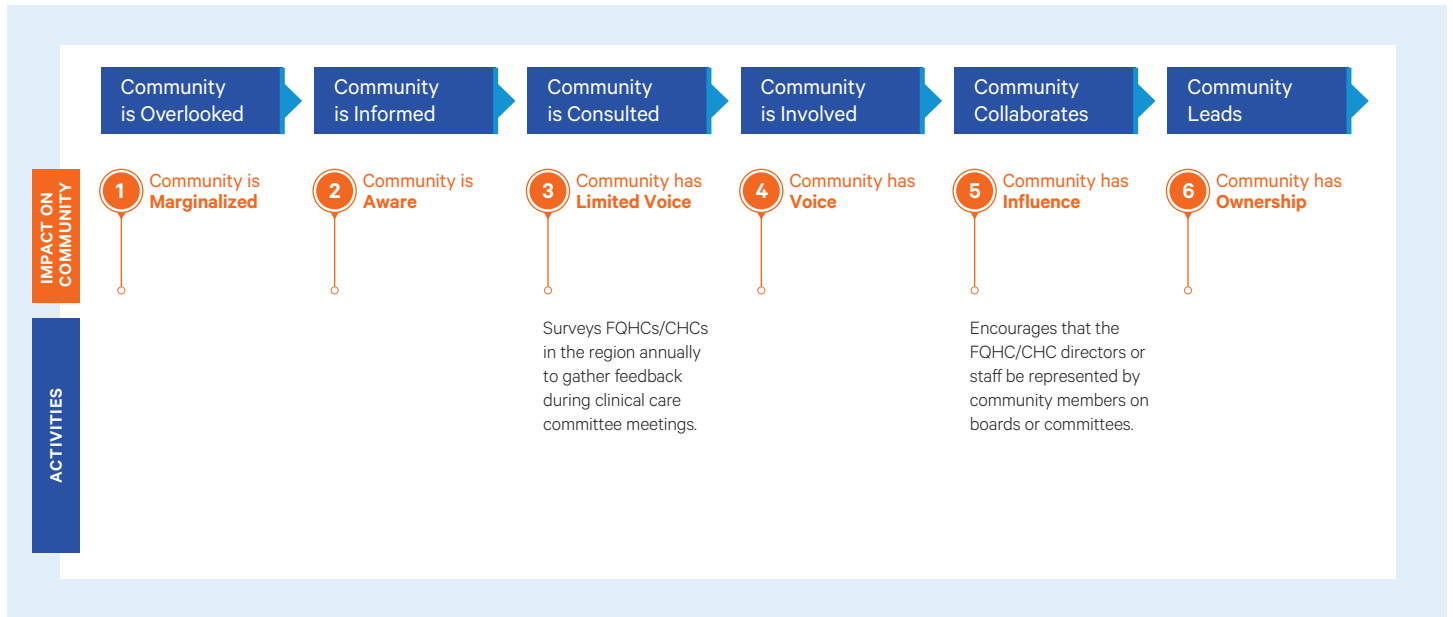 Community
is Overlooked
Community
is Informed
Community
is Consulted
Community
is Involved
Community
Collaborates
Community
Leads
IMPACT ON
COMMUNITY
1
Community is
Marginalized
2
Community is
Aware
3
Community has
Limited Voice
4
Community has
Voice
5
Community has
Influence
6
Community has
Ownership
ACTIVITIES
Surveys FQHCs/CHCs
in the region annually
to gather feedback
during clinical care
committee meetings.
Encourages that the
FQHC/CHC directors or
staff be represented by
community members on
boards or committees.